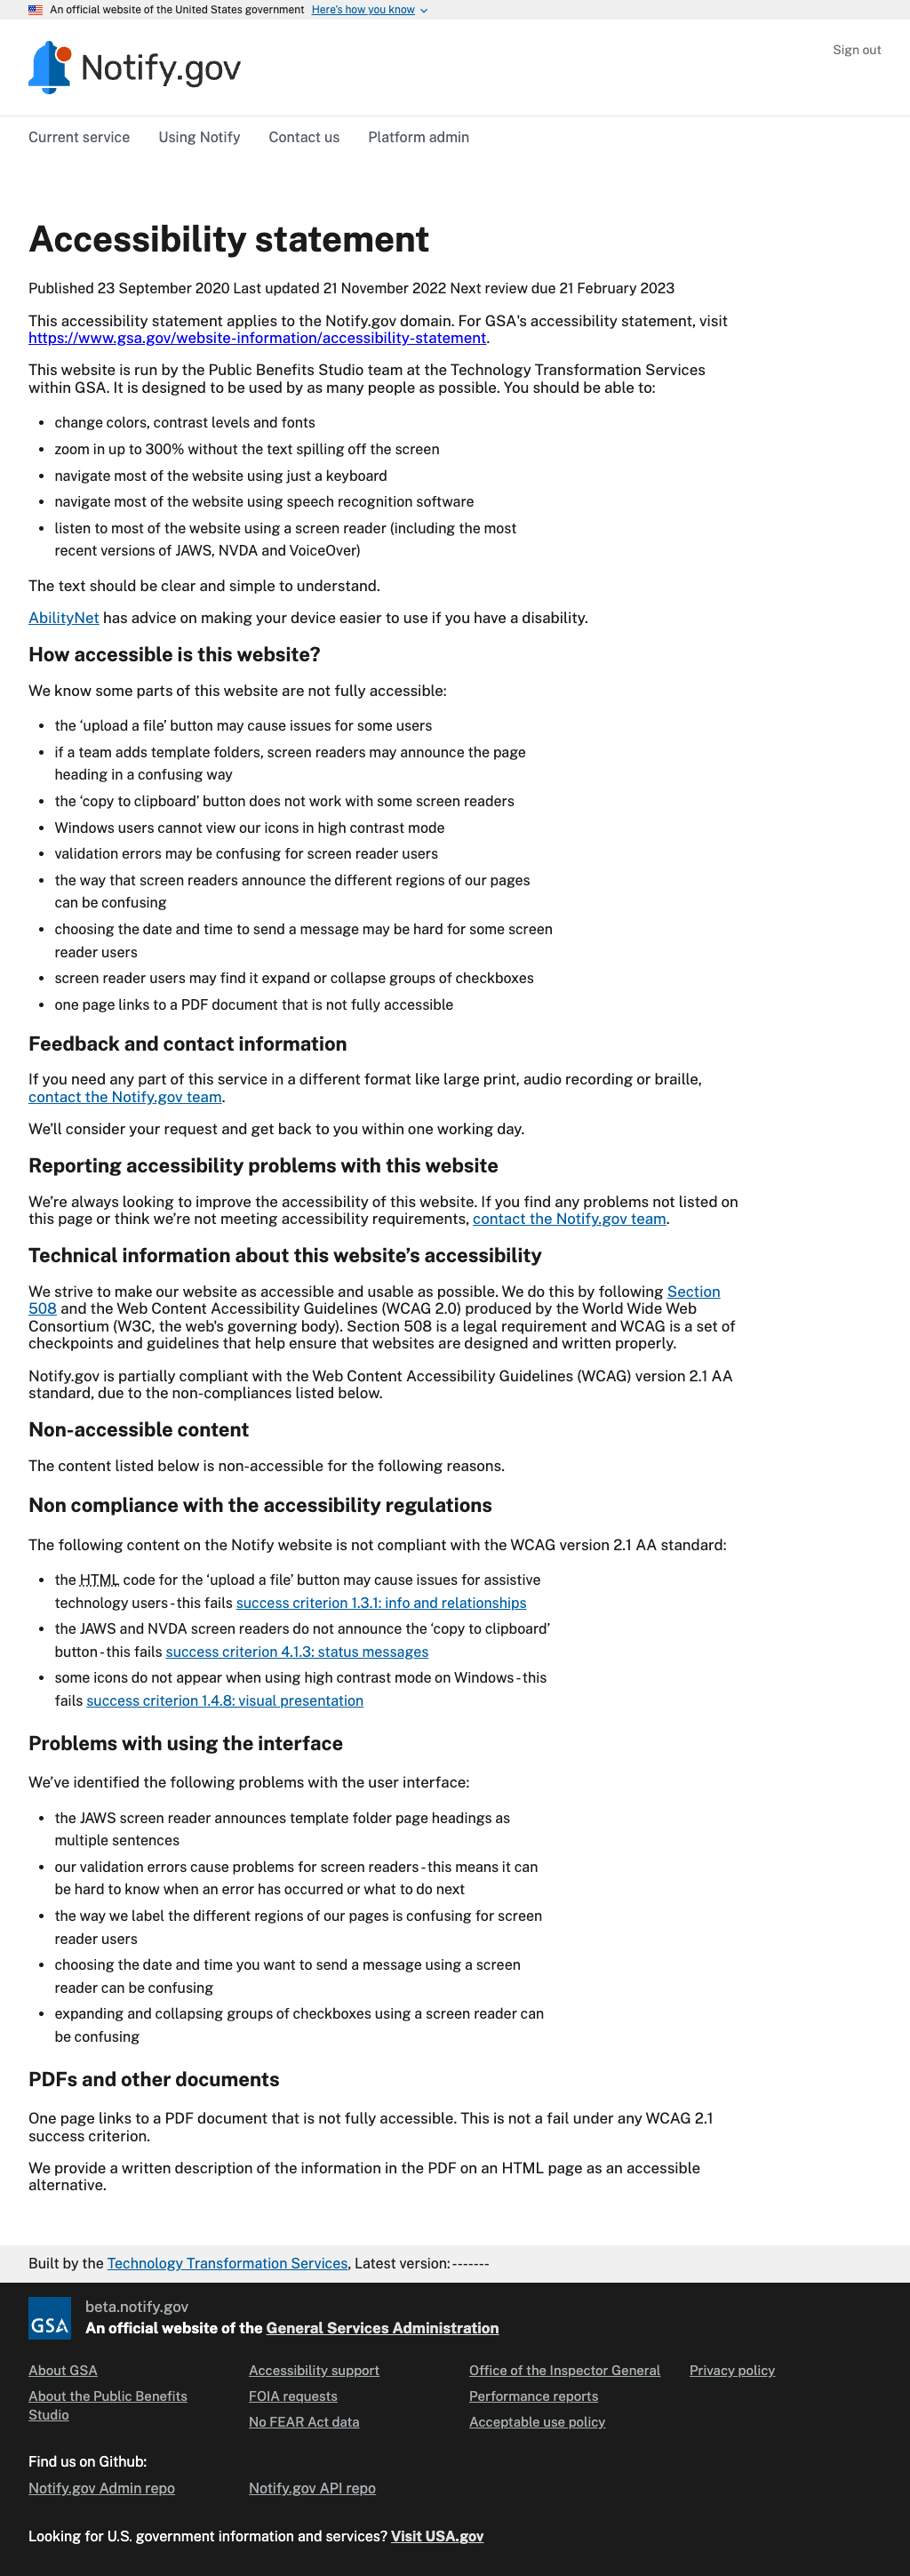 An official website of the United States government Here's how you know
Notify.gov
Sign out
Current service Using Notify Contact us Platform admin
Accessibility statement
Published 23 September 2020 Last updated 21 November 2022 Next review due 21 February 2023
This accessibility statement applies to the Notify.gov domain. For GSA's accessibility statement, visit
https://www.gsa.gov/website-information/accessibility-statement.
This website is run by the Public Benefits Studio team at the Technology Transformation Services
within GSA. It is designed to be used by as many people as possible. You should be able to:
• change colors, contrast levels and fonts
• zoom in up to 300% without the text spilling off the screen
• navigate most of the website using just a keyboard
• navigate most of the website using speech recognition software
• listen to most of the website using a screen reader (including the most
recent versions of JAWS, NVDA and VoiceOver)
The text should be clear and simple to understand.
AbilityNet has advice on making your device easier to use if you have a disability.
How accessible is this website?
We know some parts of this website are not fully accessible:
• the ‘upload a file’ button may cause issues for some users
• if a team adds template folders, screen readers may announce the page
heading in a confusing way
• the ‘copy to clipboard’ button does not work with some screen readers
• Windows users cannot view our icons in high contrast mode
• validation errors may be confusing for screen reader users
• the way that screen readers announce the different regions of our pages
can be confusing
• choosing the date and time to send a message may be hard for some screen
reader users
• screen reader users may find it expand or collapse groups of checkboxes
• one page links to a PDF document that is not fully accessible
Feedback and contact information
If you need any part of this service in a different format like large print, audio recording or braille,
contact the Notify.gov team.
We’ll consider your request and get back to you within one working day.
Reporting accessibility problems with this website
We’re always looking to improve the accessibility of this website. If you find any problems not listed on
this page or think we’re not meeting accessibility requirements, contact the Notify.gov team.
Technical information about this website’s accessibility
We strive to make our website as accessible and usable as possible. We do this by following Section
508 and the Web Content Accessibility Guidelines (WCAG 2.0) produced by the World Wide Web
Consortium (W3C, the web's governing body). Section 508 is a legal requirement and WCAG is a set of
checkpoints and guidelines that help ensure that websites are designed and written properly.
Notify.gov is partially compliant with the Web Content Accessibility Guidelines (WCAG) version 2.1 AA
standard, due to the non-compliances listed below.
Non-accessible content
The content listed below is non-accessible for the following reasons.
Non compliance with the accessibility regulations
The following content on the Notify website is not compliant with the WCAG version 2.1 AA standard:
• the HTML code for the ‘upload a file’ button may cause issues for assistive
technology users - this fails success criterion 1.3.1: info and relationships
• the JAWS and NVDA screen readers do not announce the ‘copy to clipboard’
button - this fails success criterion 4.1.3: status messages
• some icons do not appear when using high contrast mode on Windows - this
fails success criterion 1.4.8: visual presentation
Problems with using the interface
We’ve identified the following problems with the user interface:
• the JAWS screen reader announces template folder page headings as
multiple sentences
• our validation errors cause problems for screen readers - this means it can
be hard to know when an error has occurred or what to do next
• the way we label the different regions of our pages is confusing for screen
reader users
• choosing the date and time you want to send a message using a screen
reader can be confusing
• expanding and collapsing groups of checkboxes using a screen reader can
be confusing
PDFs and other documents
One page links to a PDF document that is not fully accessible. This is not a fail under any WCAG 2.1
success criterion.
We provide a written description of the information in the PDF on an HTML page as an accessible
alternative.
Built by the Technology Transformation Services, Latest version: -------
GSA
beta.notify.gov
An official website of the General Services Administration
About GSA Accessibility support Office of the Inspector General Privacy policy
About the Public Benefits
Studio
FOIA requests Performance reports
No FEAR Act data Acceptable use policy
Find us on Github:
Notify.gov Admin repo Notify.gov API repo
Looking for U.S. government information and services? Visit USA.gov